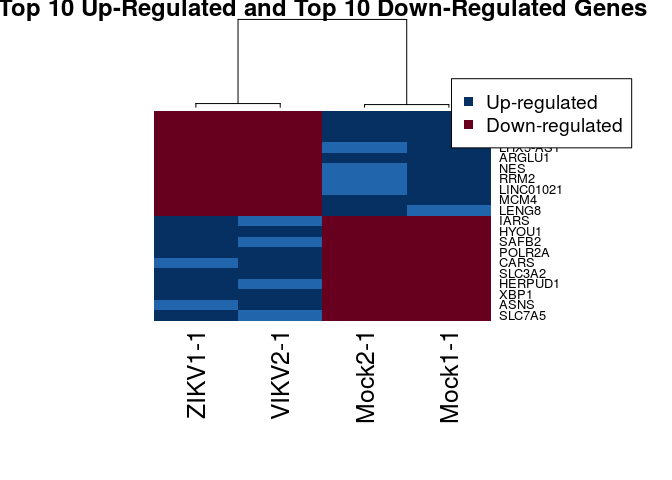 Top 10 Up-Regulated and Top 10 Down-Regulated Genes
Up-regulated
Down-regulated
ARGLU1
NES
RRM2
LINC01021
MCM4
LENG8
IARS
HYOU1
SAFB2
POLR2A
CARS
SLC3A2
HERPUD1
XBP1
ASNS
SLC7A5
ZIKV1-1
VIKV2-1
Mock2-1
Mock1-1